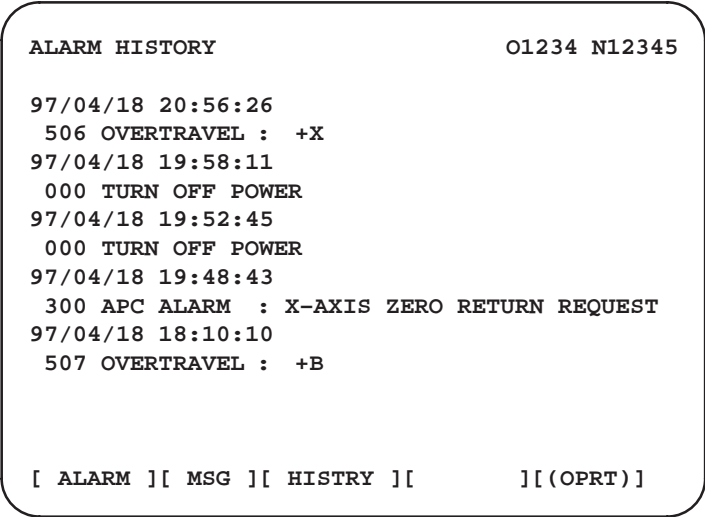 ALARM HISTORY O1234 N12345
97/04/18 20:56:26
506 OVERTRAVEL : +X
97/04/18 19:58:11
000 TURN OFF POWER
97/04/18 19:52:45
000 TURN OFF POWER
97/04/18 19:48:43
300 APC ALARM : X–AXIS ZERO RETURN REQUEST
97/04/18 18:10:10
507 OVERTRAVEL : +B
[ ALARM ][ MSG ][ HISTRY ][ ][(OPRT)]